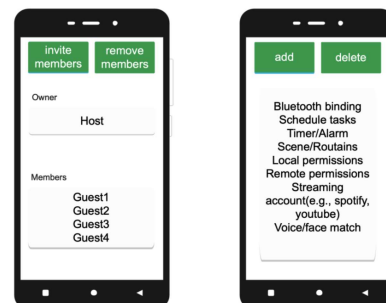 invite
members
remove
members
Owner
Host
Members
Guest1
Guest2
Guest3
Guest4
add
delete
Bluetooth binding
Schedule tasks
Timer/Alarm
Scene/Routains
Local permissions
Remote permissions
Streaming
account(e.g., spotify,
youtube)
Voice/face match